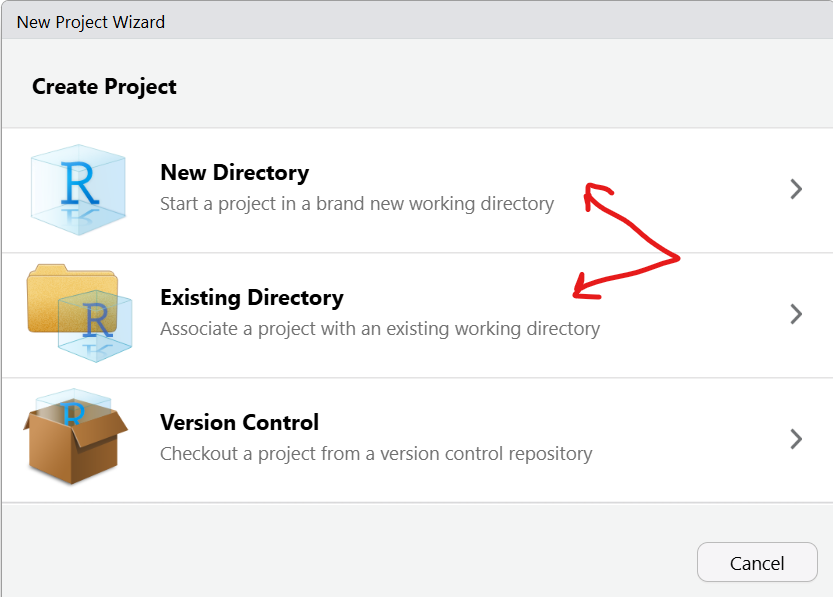 New Project Wizard
Create Project
New Directory
Start a project in a brand new working directory
Existing Directory
Associate a project with an existing working directory
Version Control
Checkout a project from a version control repository
Cancel